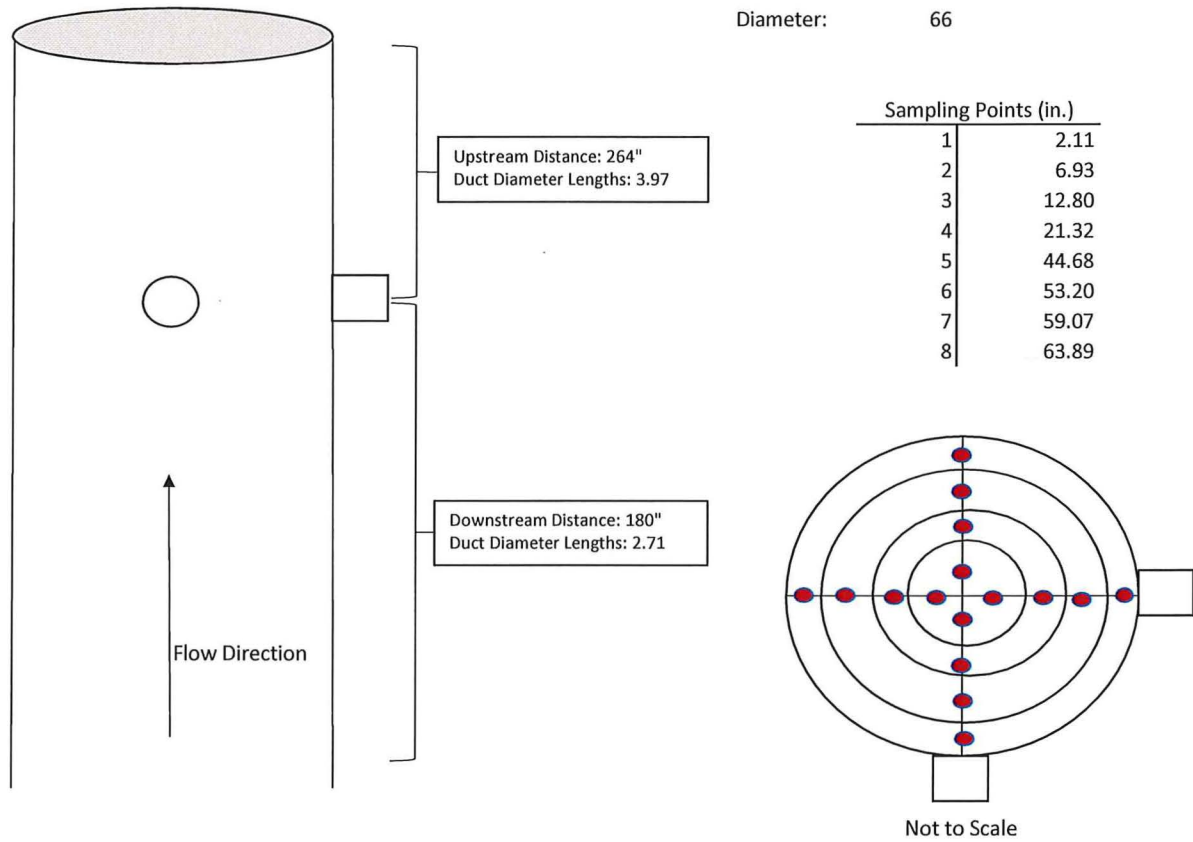 Diameter: 66
Sampling Points (in.)
1 2.11
2 6.93
3 12.80
4 21.32
5 44.68
6 53.20
7 59.07
8 63.89
Upstream Distance: 264"
Duct Diameter Lengths: 3.97
Downstream Distance: 180"
Duct Diameter Lengths: 2.71
Flow Direction
Not to Scale